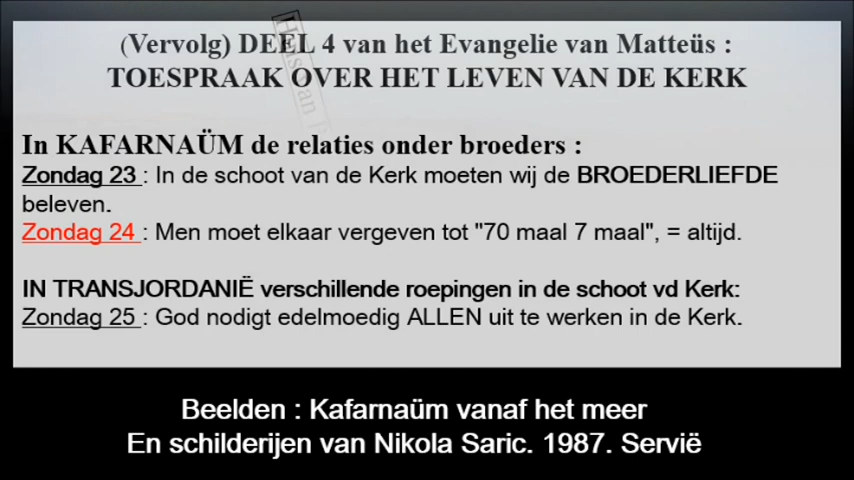 (Vervolg) DEEL 4 van het Evangelie van Matteüs :
TOESPRAAK OVER HET LEVEN VAN DE KERK
In KAFARNAÜM de relaties onder broeders :
Zondag 23 : In de schoot van de Kerk moeten wij de BROEDERLIEFDE
beleven.
Zondag 24 : Men moet elkaar vergeven tot "70 maal 7 maal", = altijd.
IN TRANSJORDANIË verschillende roepingen in de schoot vd Kerk:
Zondag 25 : God nodigt edelmoedig ALLEN uit te werken in de Kerk.
Beelden : Kafarnaüm vanaf het meer
En schilderijen van Nikola Saric. 1987. Servië